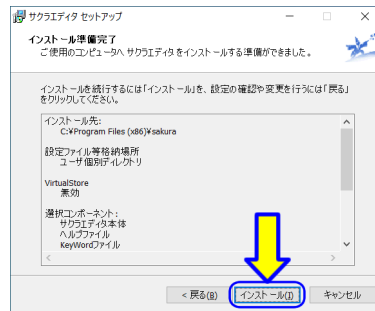 サクラエディタ セットアップ
インストール準備完了
ご使用のコンピュータへ サクラエディタ をインストールする準備ができました。
インストールを続行するには「インストール」を、設定の確認や変更を行うには「戻る」
をクリックしてください。
インストール先:
C:¥Program Files (x86)¥sakura
設定ファイル等格納場所
ユーザ個別ディレクトリ
VirtualStore
無効
選択コンポーネント:
サクラエディタ本体
ヘルプファイル
KeyWordファイル
< 戻る(B)
インストール(I)
キャンセル